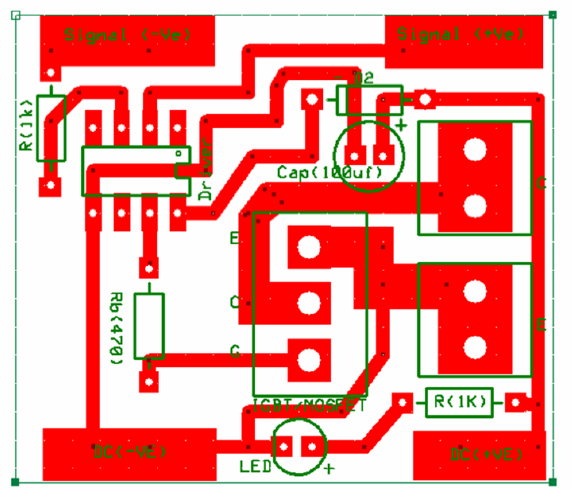 Signal (-Ve)
Signal (+Ve)
D2
R(1k)
+
Driver
Cap(100uf)
C
E
C
Rb(470)
E
G
IGBT/MOSFET
R(1K)
DC(-VE)
DC(+VE)
LED
+